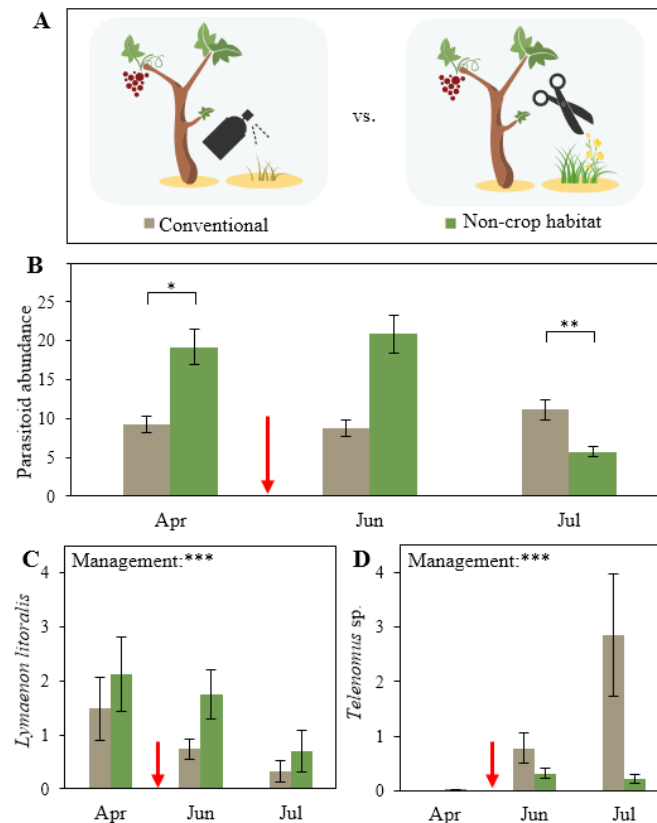 A
vs.
Conventional
Non-crop habitat
B
Parasitoid abundance
25
20
15
10
5
0
*
**
Apr
Jun
Jul
C
Management:***
Lymaenon litoralis
4
3
2
1
0
Apr
Jun
Jul
D
Management:***
Telenomus sp.
4
3
2
1
0
Apr
Jun
Jul